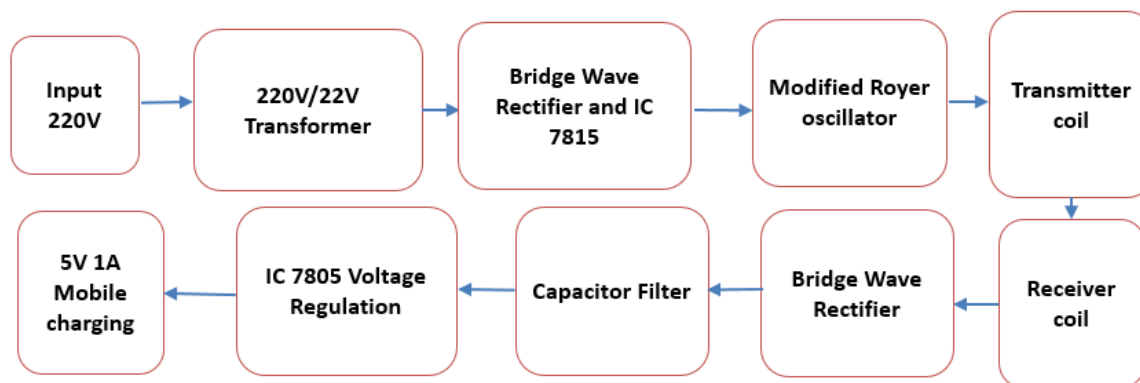 Input
220V
220V/22V
Transformer
Bridge Wave
Rectifier and IC
7815
Modified Royer
oscillator
Transmitter
coil
Receiver
coil
Bridge Wave
Rectifier
Capacitor Filter
IC 7805 Voltage
Regulation
5V 1A
Mobile
charging